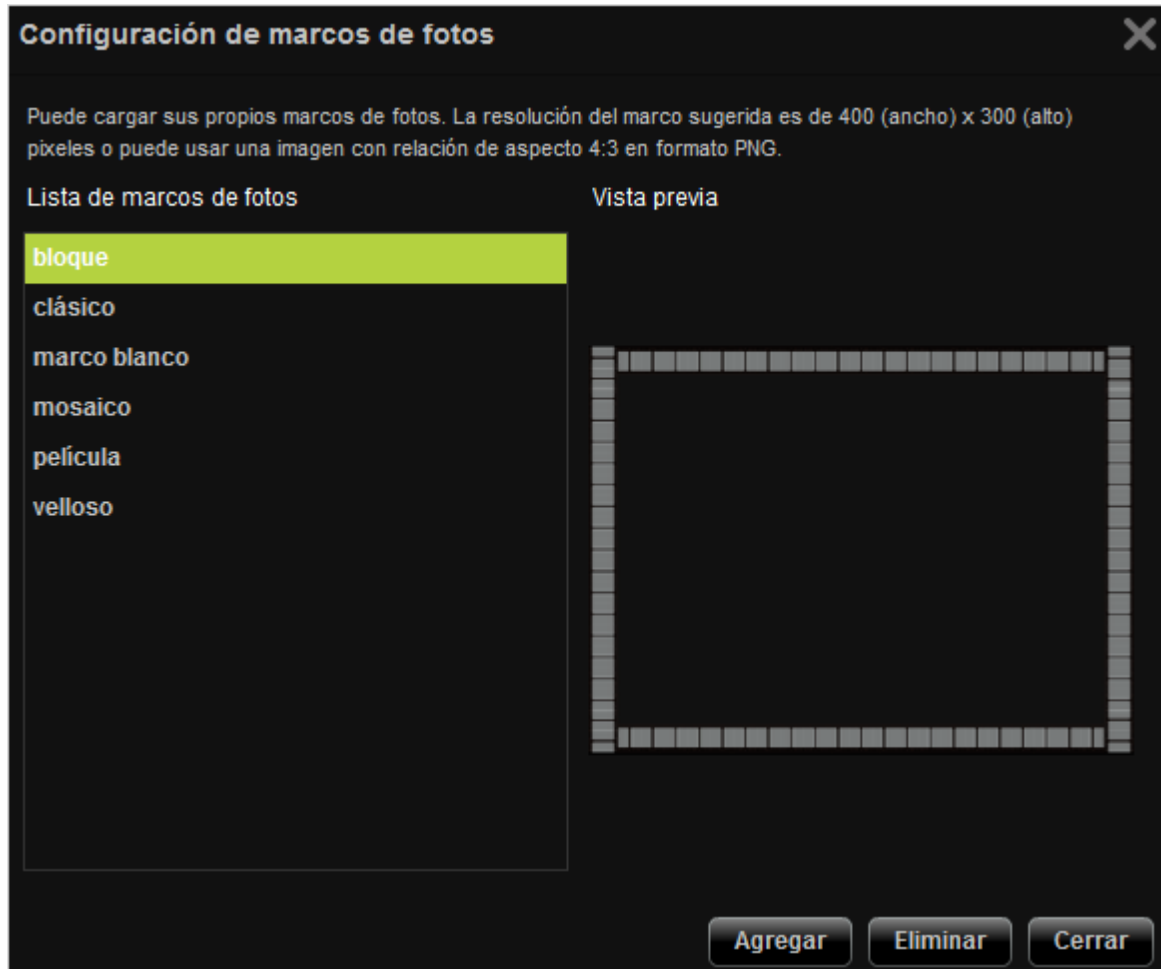 Configuración de marcos de fotos
Puede cargar sus propios marcos de fotos. La resolución del marco sugerida es de 400 (ancho) x 300 (alto)
pixeles o puede usar una imagen con relación de aspecto 4:3 en formato PNG.
Lista de marcos de fotos
Vista previa
bloque
clásico
marco blanco
mosaico
película
velloso
Agregar
Eliminar
Cerrar